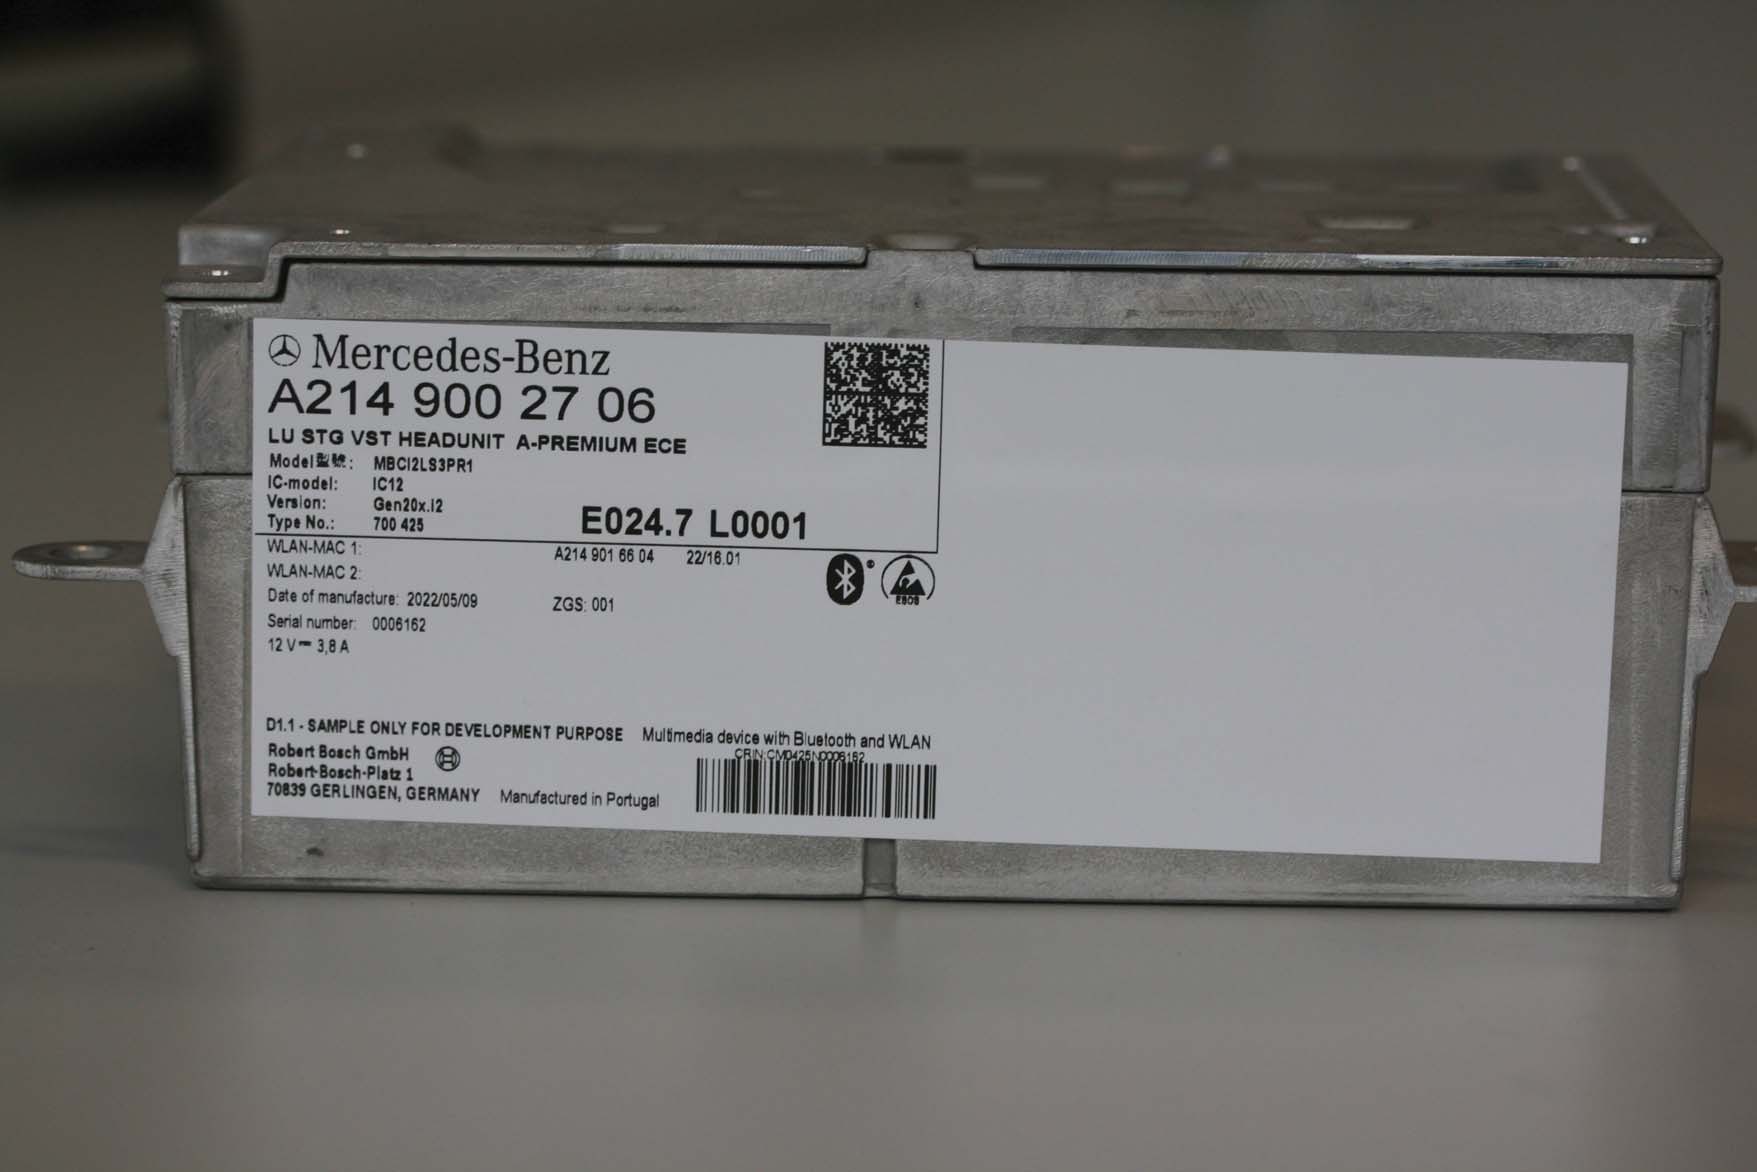 Mercedes-Benz
A214 900 27 06
LU STG VST HEADUNIT A-PREMIUM ECE
Model型號: MBCI2LS3PR1
IC-model: IC12
Version: Gen20x.i2
Type No.: 700 425
E024.7 L0001
WLAN-MAC 1:
A214 901 66 04 22/16.01
WLAN-MAC 2:
Date of manufacture: 2022/05/09
ZGS: 001
Serial number: 0006162
12 V⎓ 3,8 A
ESOS
D1.1 - SAMPLE ONLY FOR DEVELOPMENT PURPOSE
Multimedia device with Bluetooth and WLAN
CRIN:CM0425N0006162
Robert Bosch GmbH
Robert-Bosch-Platz 1
70839 GERLINGEN, GERMANY
Manufactured in Portugal